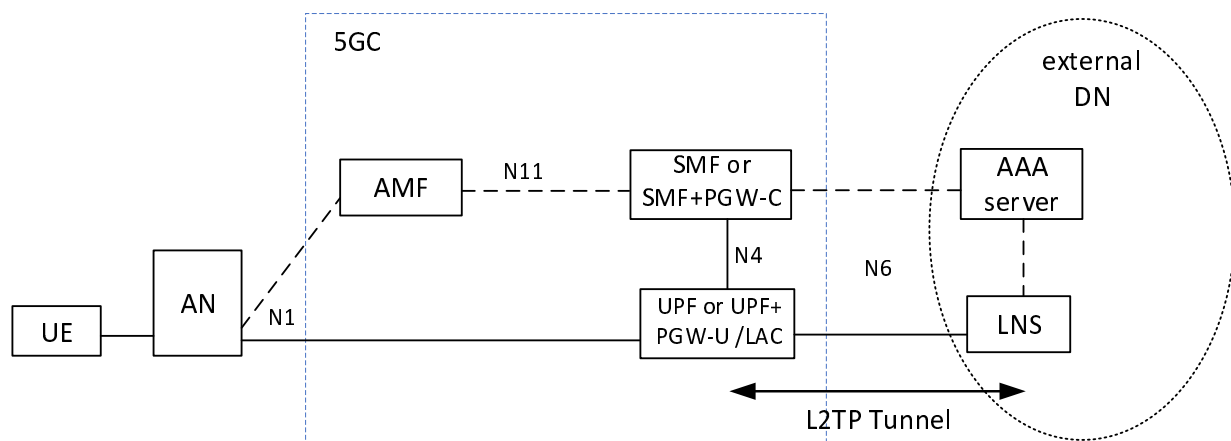 5GC
external
DN
AMF
N11
SMF or
SMF+PGW-C
AAA
server
N4
N6
AN
N1
UE
UPF or UPF+
PGW-U /LAC
LNS
L2TP Tunnel